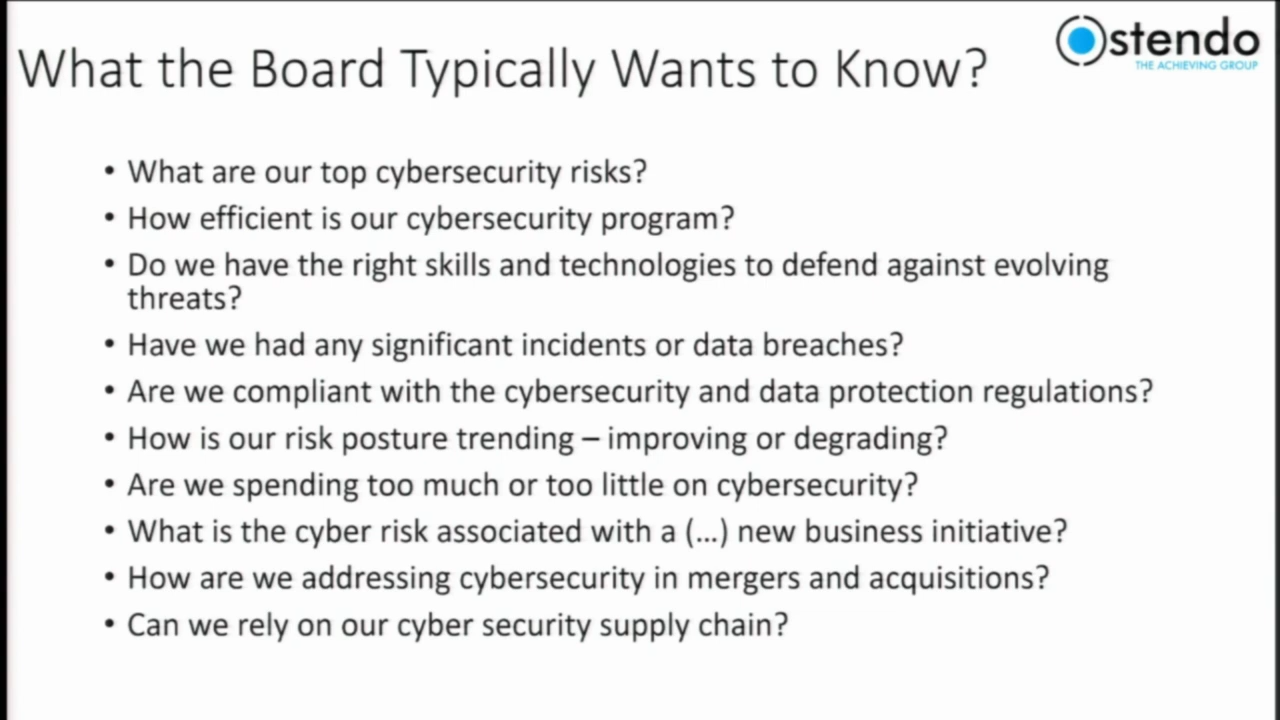 What the Board Typically Wants to Know?
Ostendo
THE ACHIEVING GROUP
• What are our top cybersecurity risks?
• How efficient is our cybersecurity program?
• Do we have the right skills and technologies to defend against evolving
threats?
• Have we had any significant incidents or data breaches?
• Are we compliant with the cybersecurity and data protection regulations?
• How is our risk posture trending – improving or degrading?
• Are we spending too much or too little on cybersecurity?
• What is the cyber risk associated with a (...) new business initiative?
• How are we addressing cybersecurity in mergers and acquisitions?
• Can we rely on our cyber security supply chain?